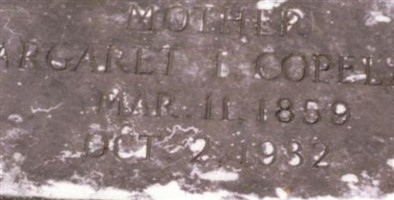 MOTHER
ARGARET I. COPEL
MAR. 11, 1859
OCT. 2, 1932